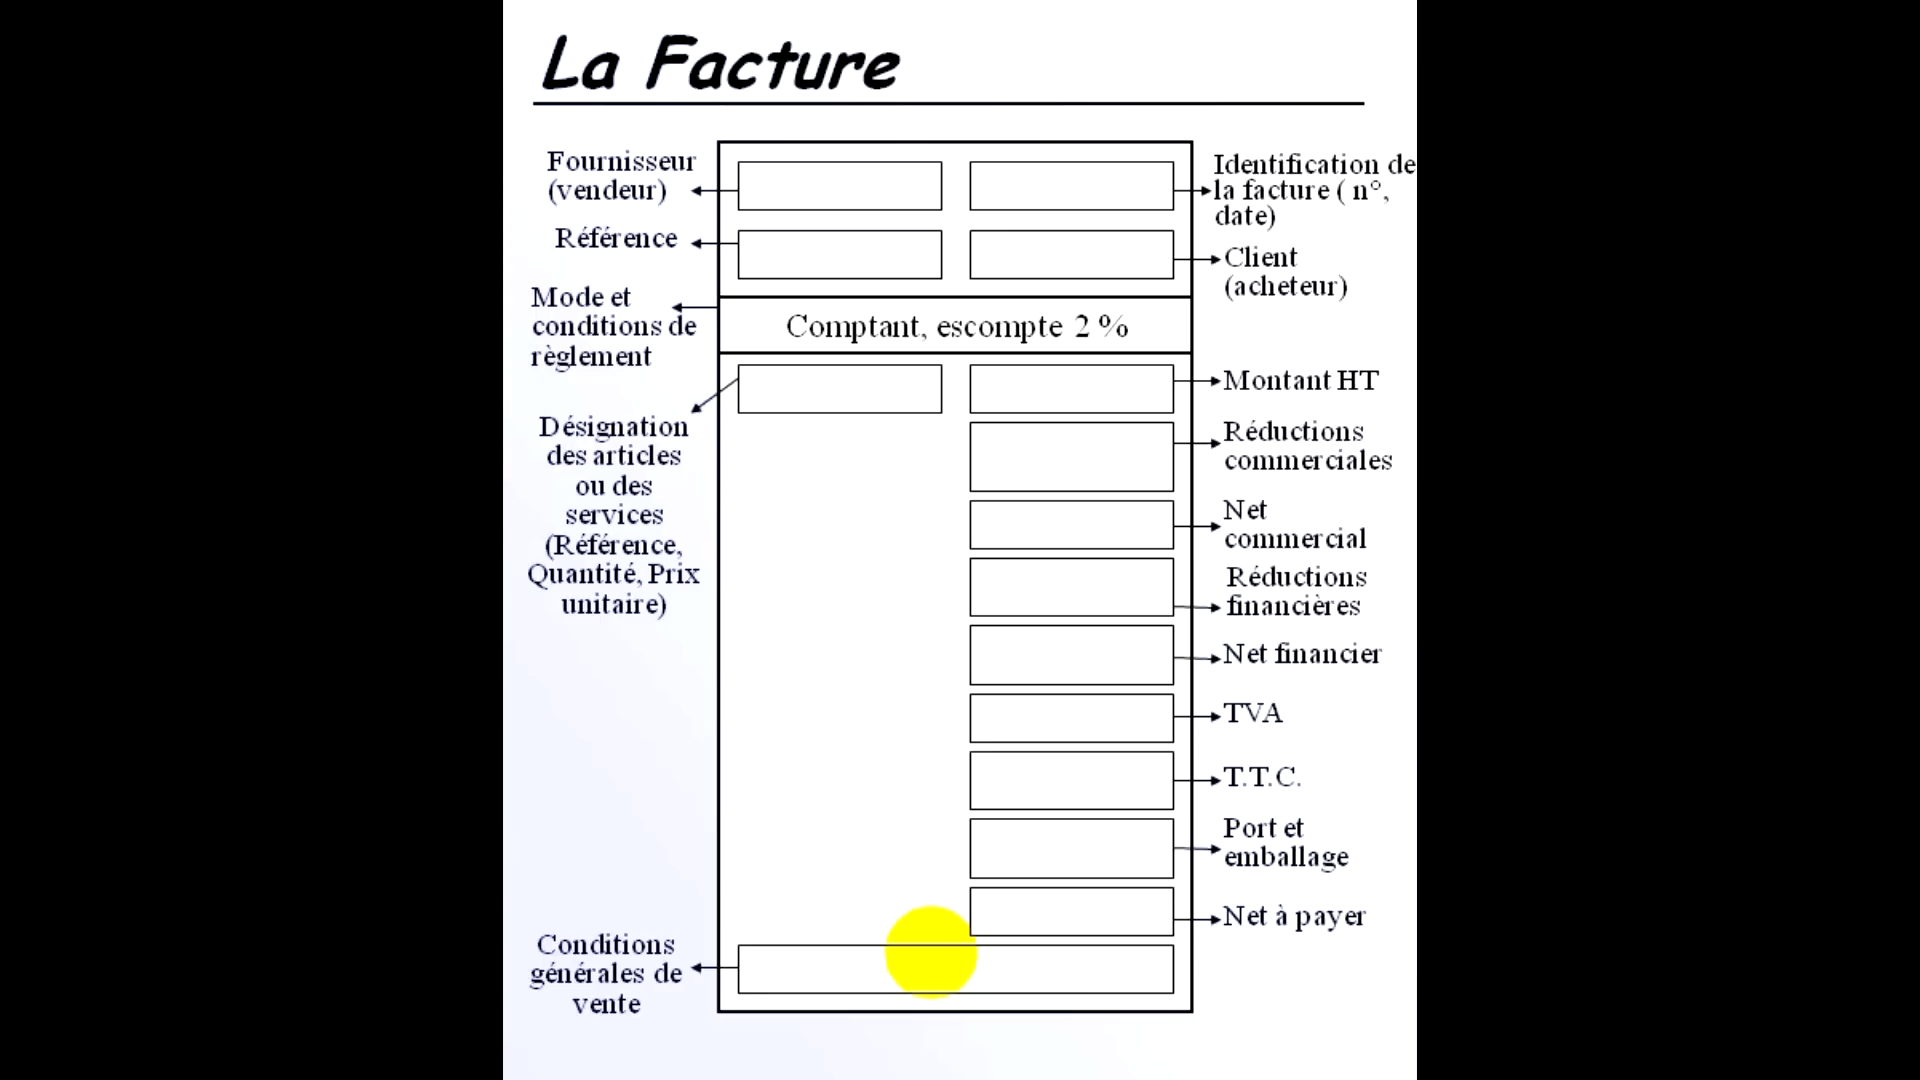 La Facture
Fournisseur
(vendeur)
Identification de
la facture ( n°,
date)
Référence
Client
(acheteur)
Mode et
conditions de
règlement
Comptant, escompte 2 %
Désignation
des articles
ou des
services
(Référence,
Quantité, Prix
unitaire)
Montant HT
Réductions
commerciales
Net
commercial
Réductions
financières
Net financier
TVA
T.T.C.
Port et
emballage
Net à payer
Conditions
générales de
vente